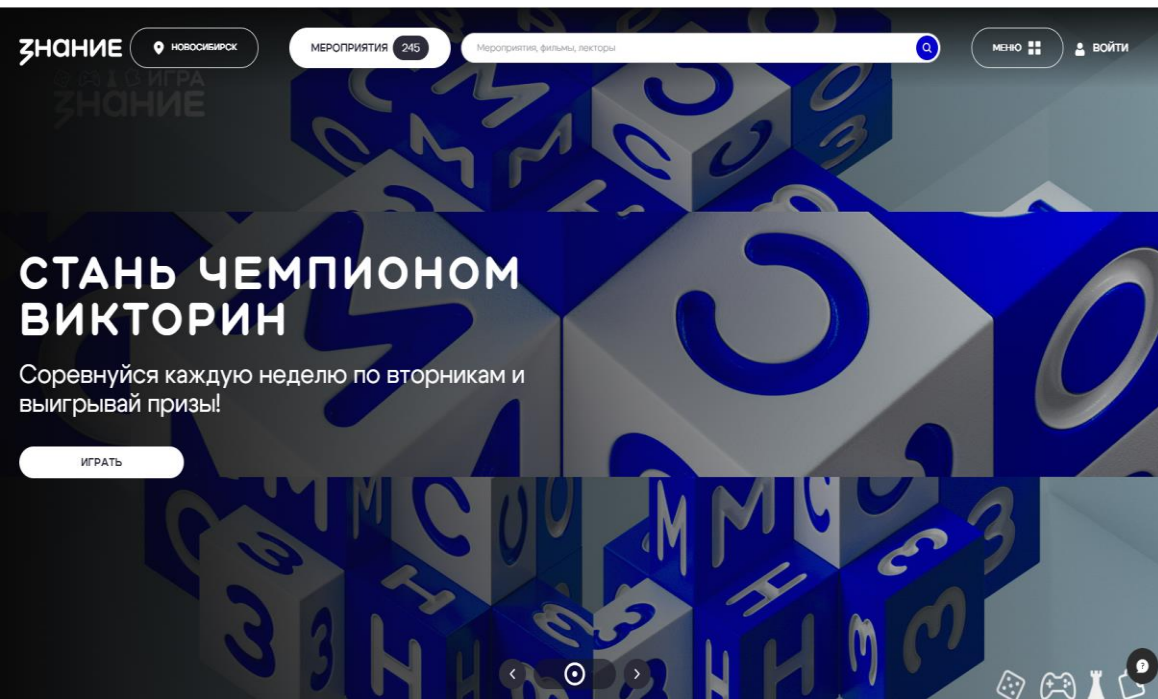 ЗНАНИЕ
НОВОСИБИРСК
МЕРОПРИЯТИЯ 245
Мероприятия, фильмы, лекторы
МЕНЮ
ВОЙТИ
ИГРА
ЗНАНИЕ
СТАНЬ ЧЕМПИОНОМ
ВИКТОРИН
Соревнуйся каждую неделю по вторникам и
выигрывай призы!
ИГРАТЬ